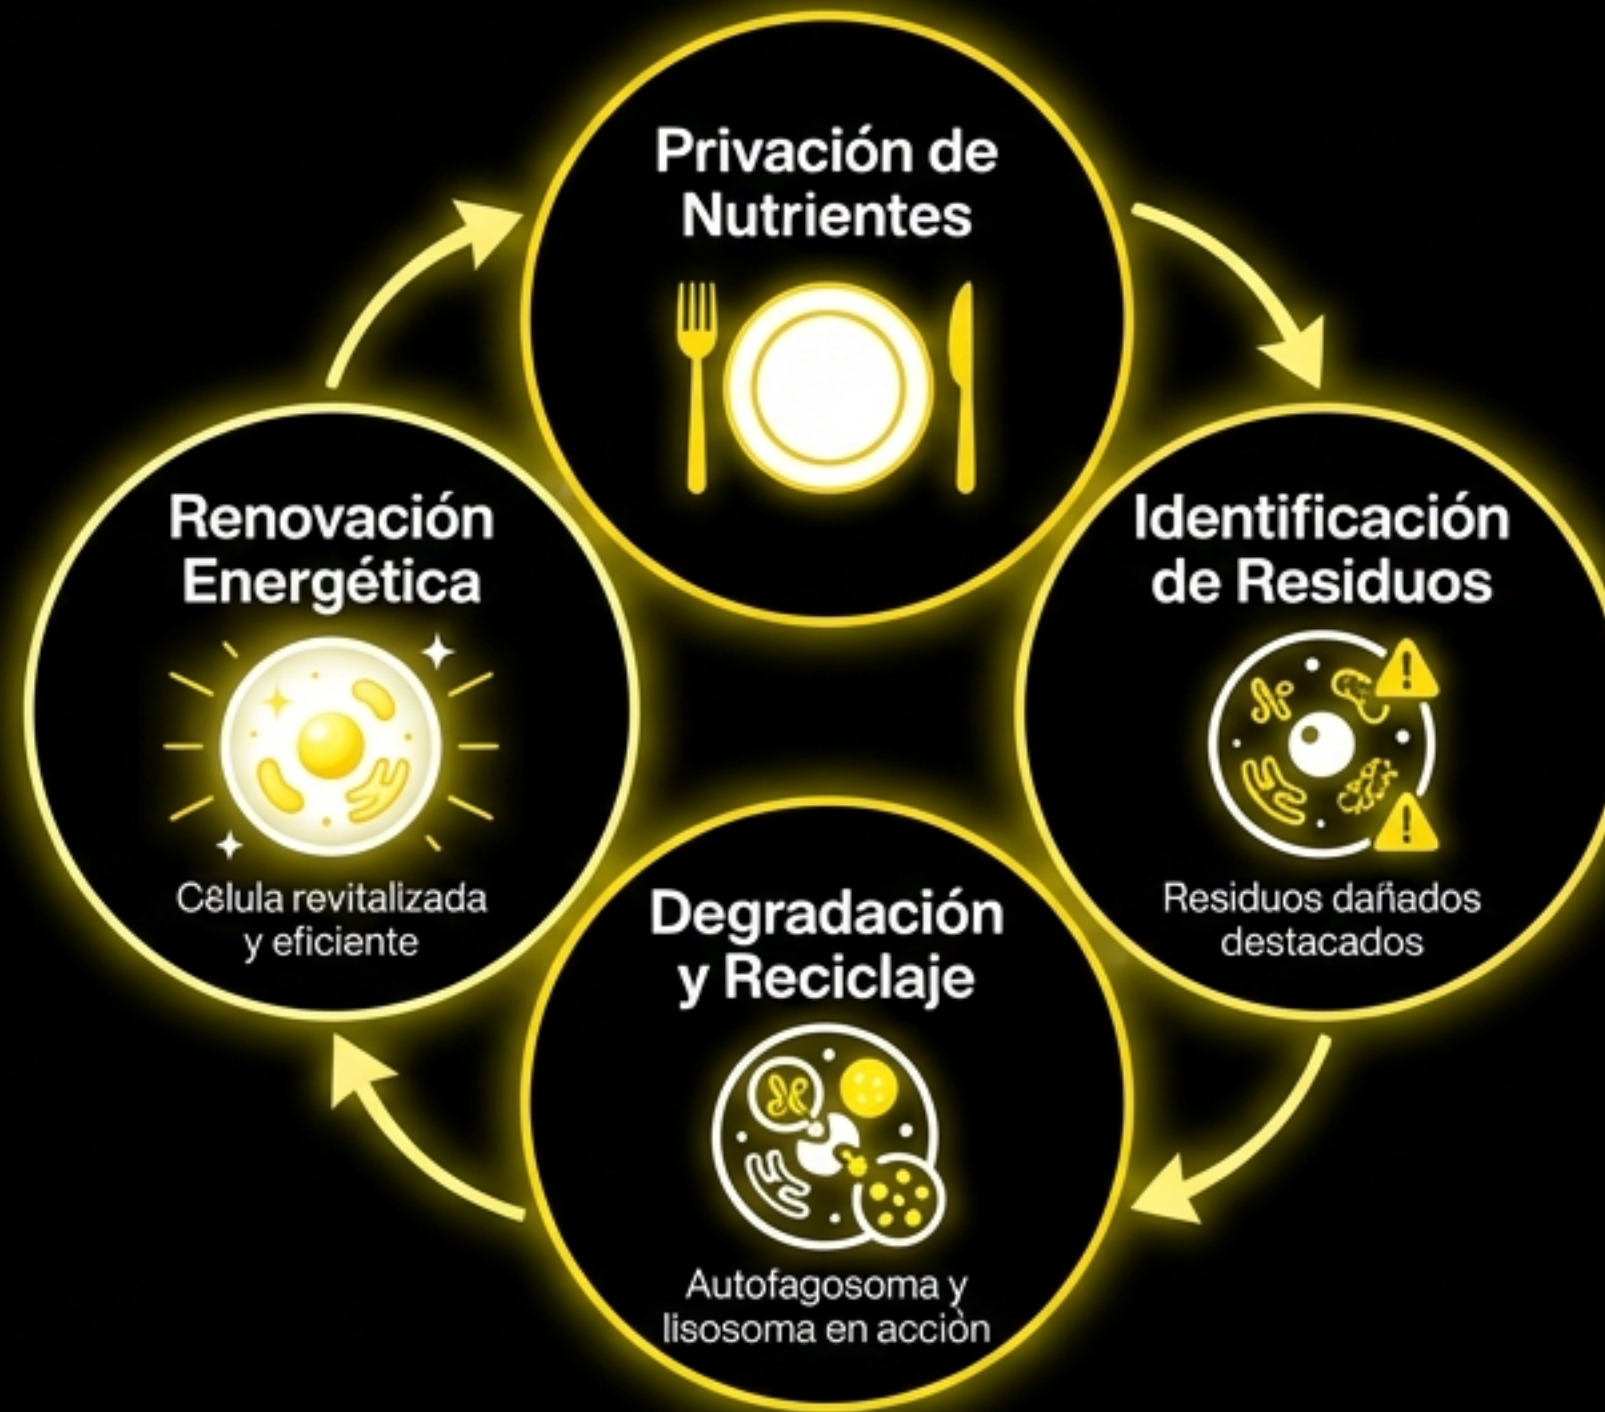 Privación de
Nutrientes
Identificación
de Residuos
Residuos dañados
destacados
Degradación
y Reciclaje
Autofagosoma y
lisosoma en acciòn
Renovación
Energética
Célula revitalizada
y eficiente